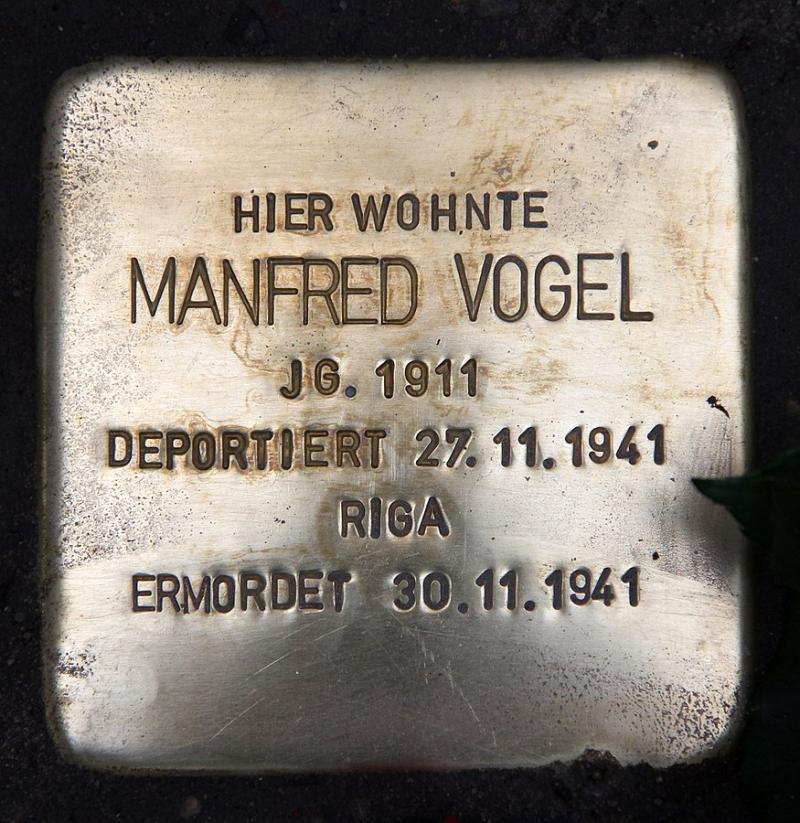 HIER WOHNTE
MANFRED VOGEL
JG. 1911
DEPORTIERT 27.11.1941
RIGA
ERMORDET 30.11.1941